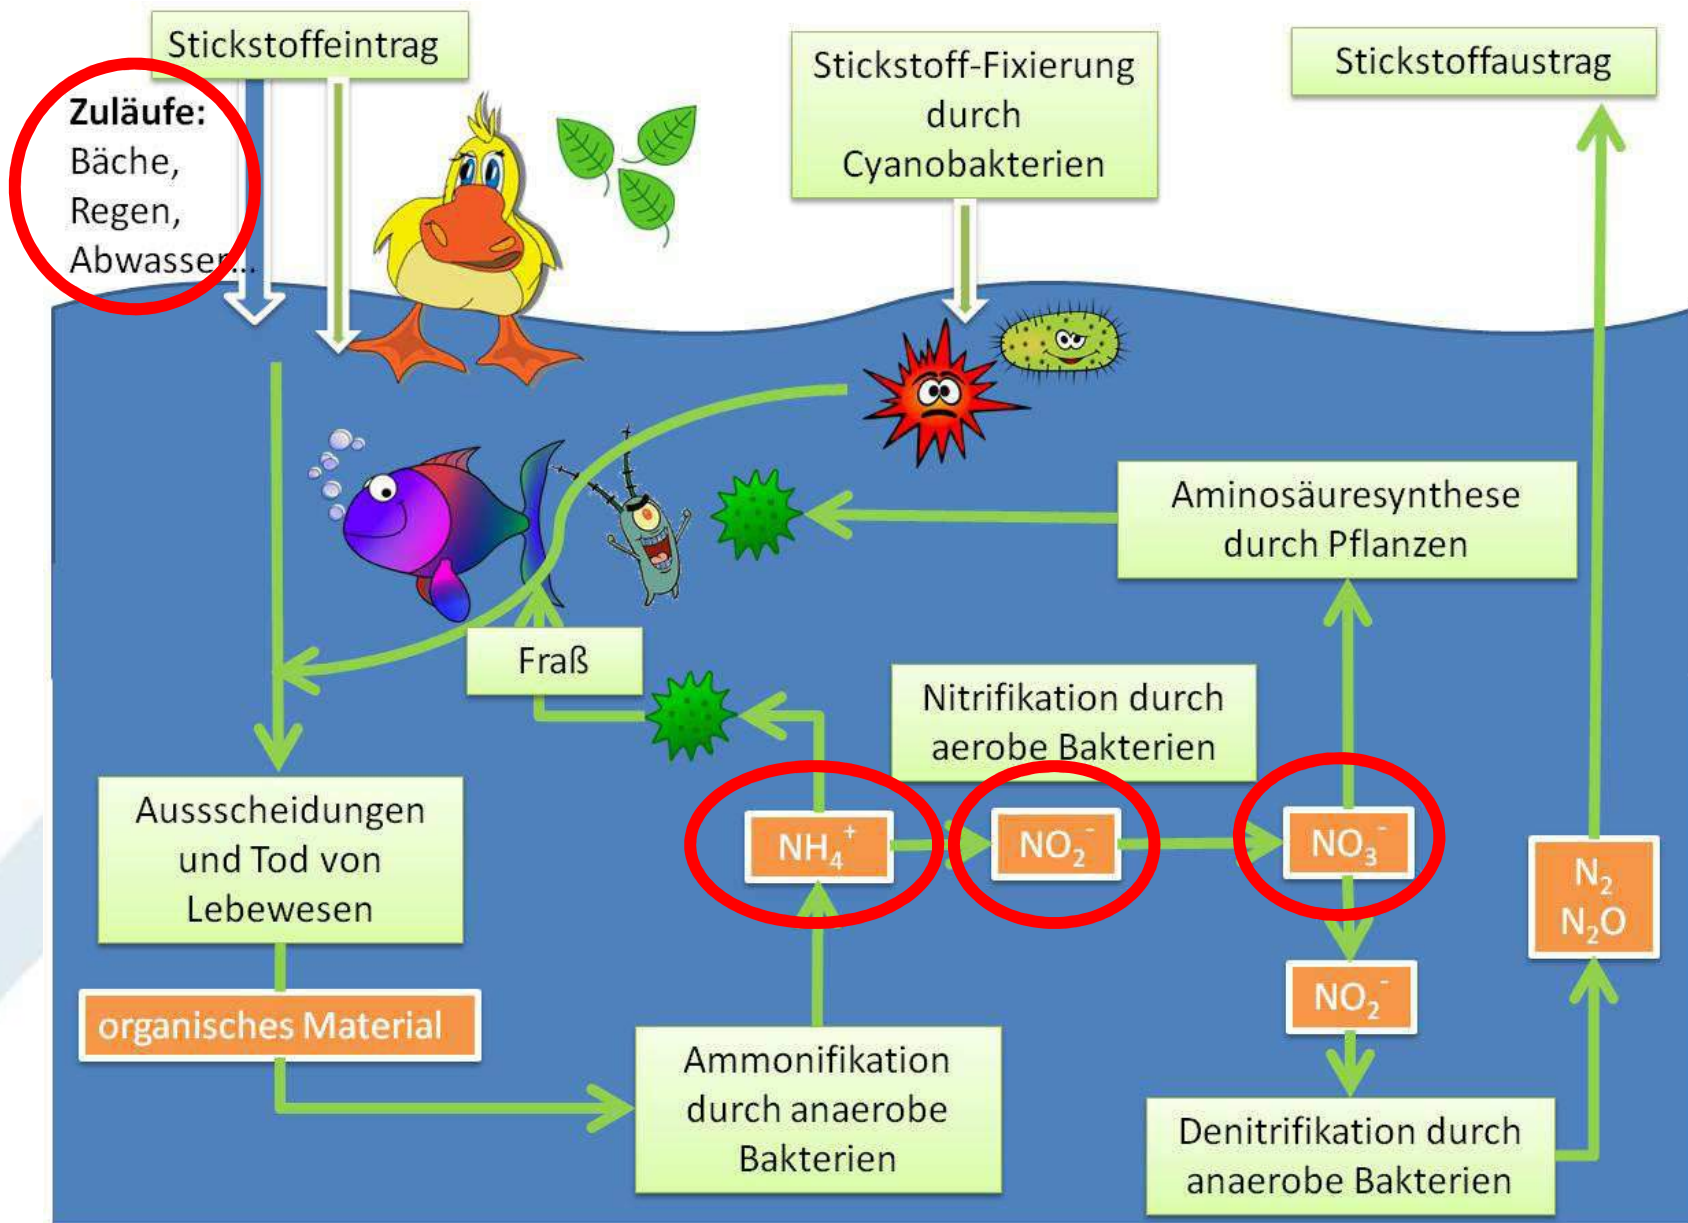 Stickstoffeintrag
Zuläufe:
Bäche,
Regen,
Abwasser...
Stickstoff-Fixierung
durch
Cyanobakterien
Stickstoffaustrag
Aminosäuresynthese
durch Pflanzen
Fraß
Nitrifikation durch
aerobe Bakterien
Aussscheidungen
und Tod von
Lebewesen
NH₄⁺
NO₂⁻
NO₃⁻
N₂
N₂O
organisches Material
NO₂⁻
Ammonifikation
durch anaerobe
Bakterien
Denitrifikation durch
anaerobe Bakterien